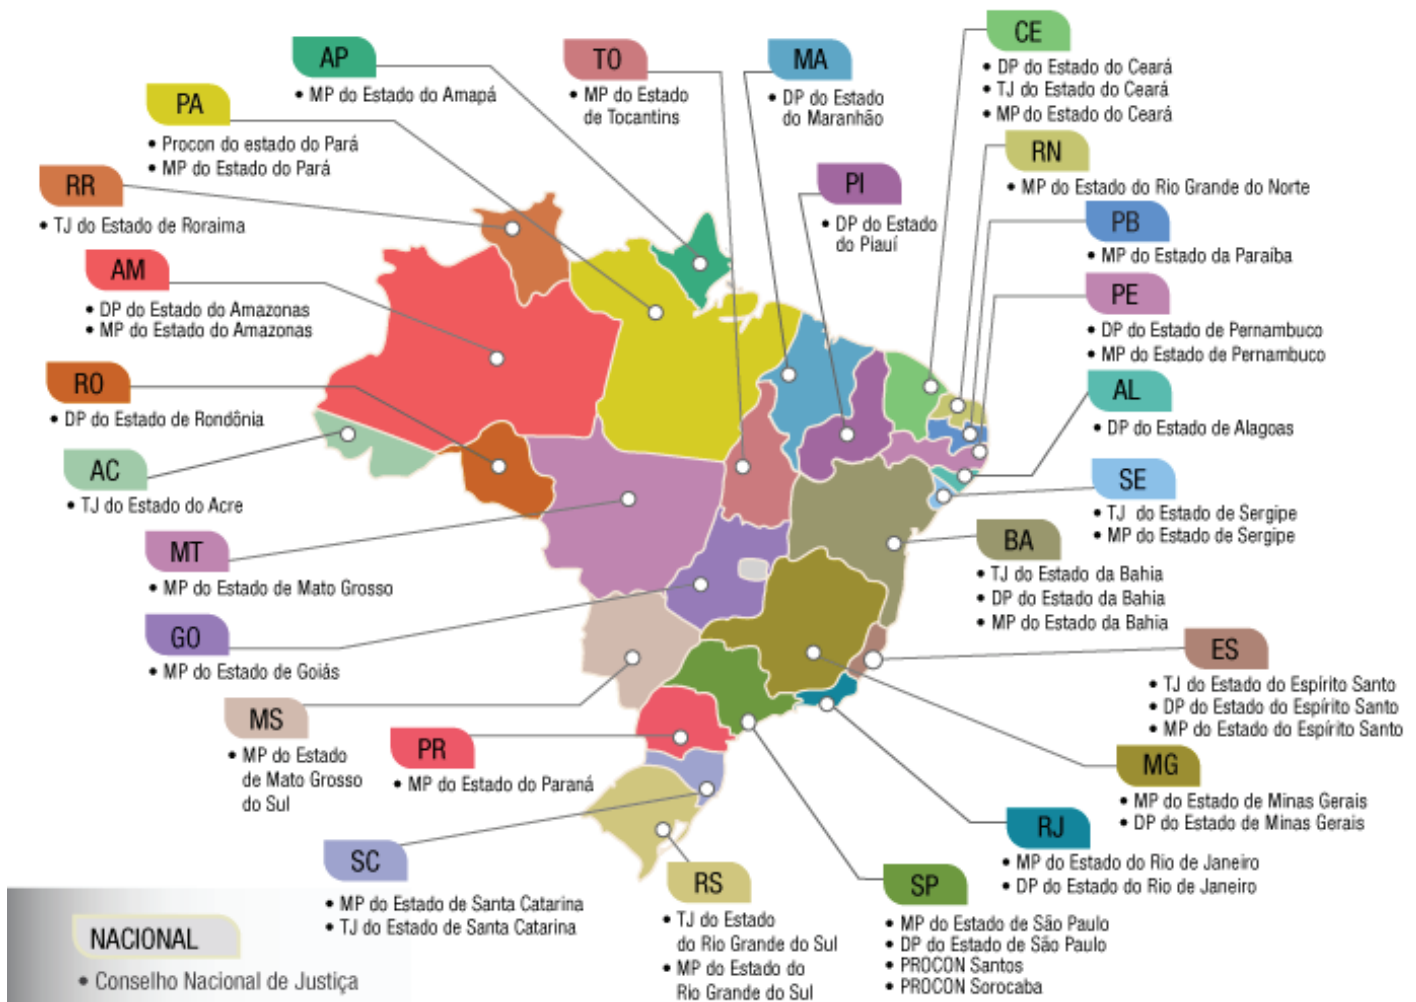 AP
• MP do Estado do Amapá
TO
• MP do Estado
de Tocantins
MA
• DP do Estado
do Maranhão
CE
• DP do Estado do Ceará
• TJ do Estado do Ceará
• MP do Estado do Ceará
PA
• Procon do estado do Pará
• MP do Estado do Pará
RN
• MP do Estado do Rio Grande do Norte
RR
• TJ do Estado de Roraima
PI
• DP do Estado
do Piauí
PB
• MP do Estado da Paraíba
AM
• DP do Estado do Amazonas
• MP do Estado do Amazonas
PE
• DP do Estado de Pernambuco
• MP do Estado de Pernambuco
RO
• DP do Estado de Rondônia
AL
• DP do Estado de Alagoas
AC
• TJ do Estado do Acre
SE
• TJ do Estado de Sergipe
• MP do Estado de Sergipe
MT
• MP do Estado de Mato Grosso
BA
• TJ do Estado da Bahia
• DP do Estado da Bahia
• MP do Estado da Bahia
GO
• MP do Estado de Goiás
ES
• TJ do Estado do Espírito Santo
• DP do Estado do Espírito Santo
• MP do Estado do Espírito Santo
MS
• MP do Estado
de Mato Grosso
do Sul
PR
• MP do Estado do Paraná
MG
• MP do Estado de Minas Gerais
• DP do Estado de Minas Gerais
RJ
• MP do Estado do Rio de Janeiro
• DP do Estado do Rio de Janeiro
SC
• MP do Estado de Santa Catarina
• TJ do Estado de Santa Catarina
RS
• TJ do Estado
do Rio Grande do Sul
• MP do Estado do
Rio Grande do Sul
SP
• MP do Estado de São Paulo
• DP do Estado de São Paulo
• PROCON Santos
• PROCON Sorocaba
NACIONAL
• Conselho Nacional de Justiça